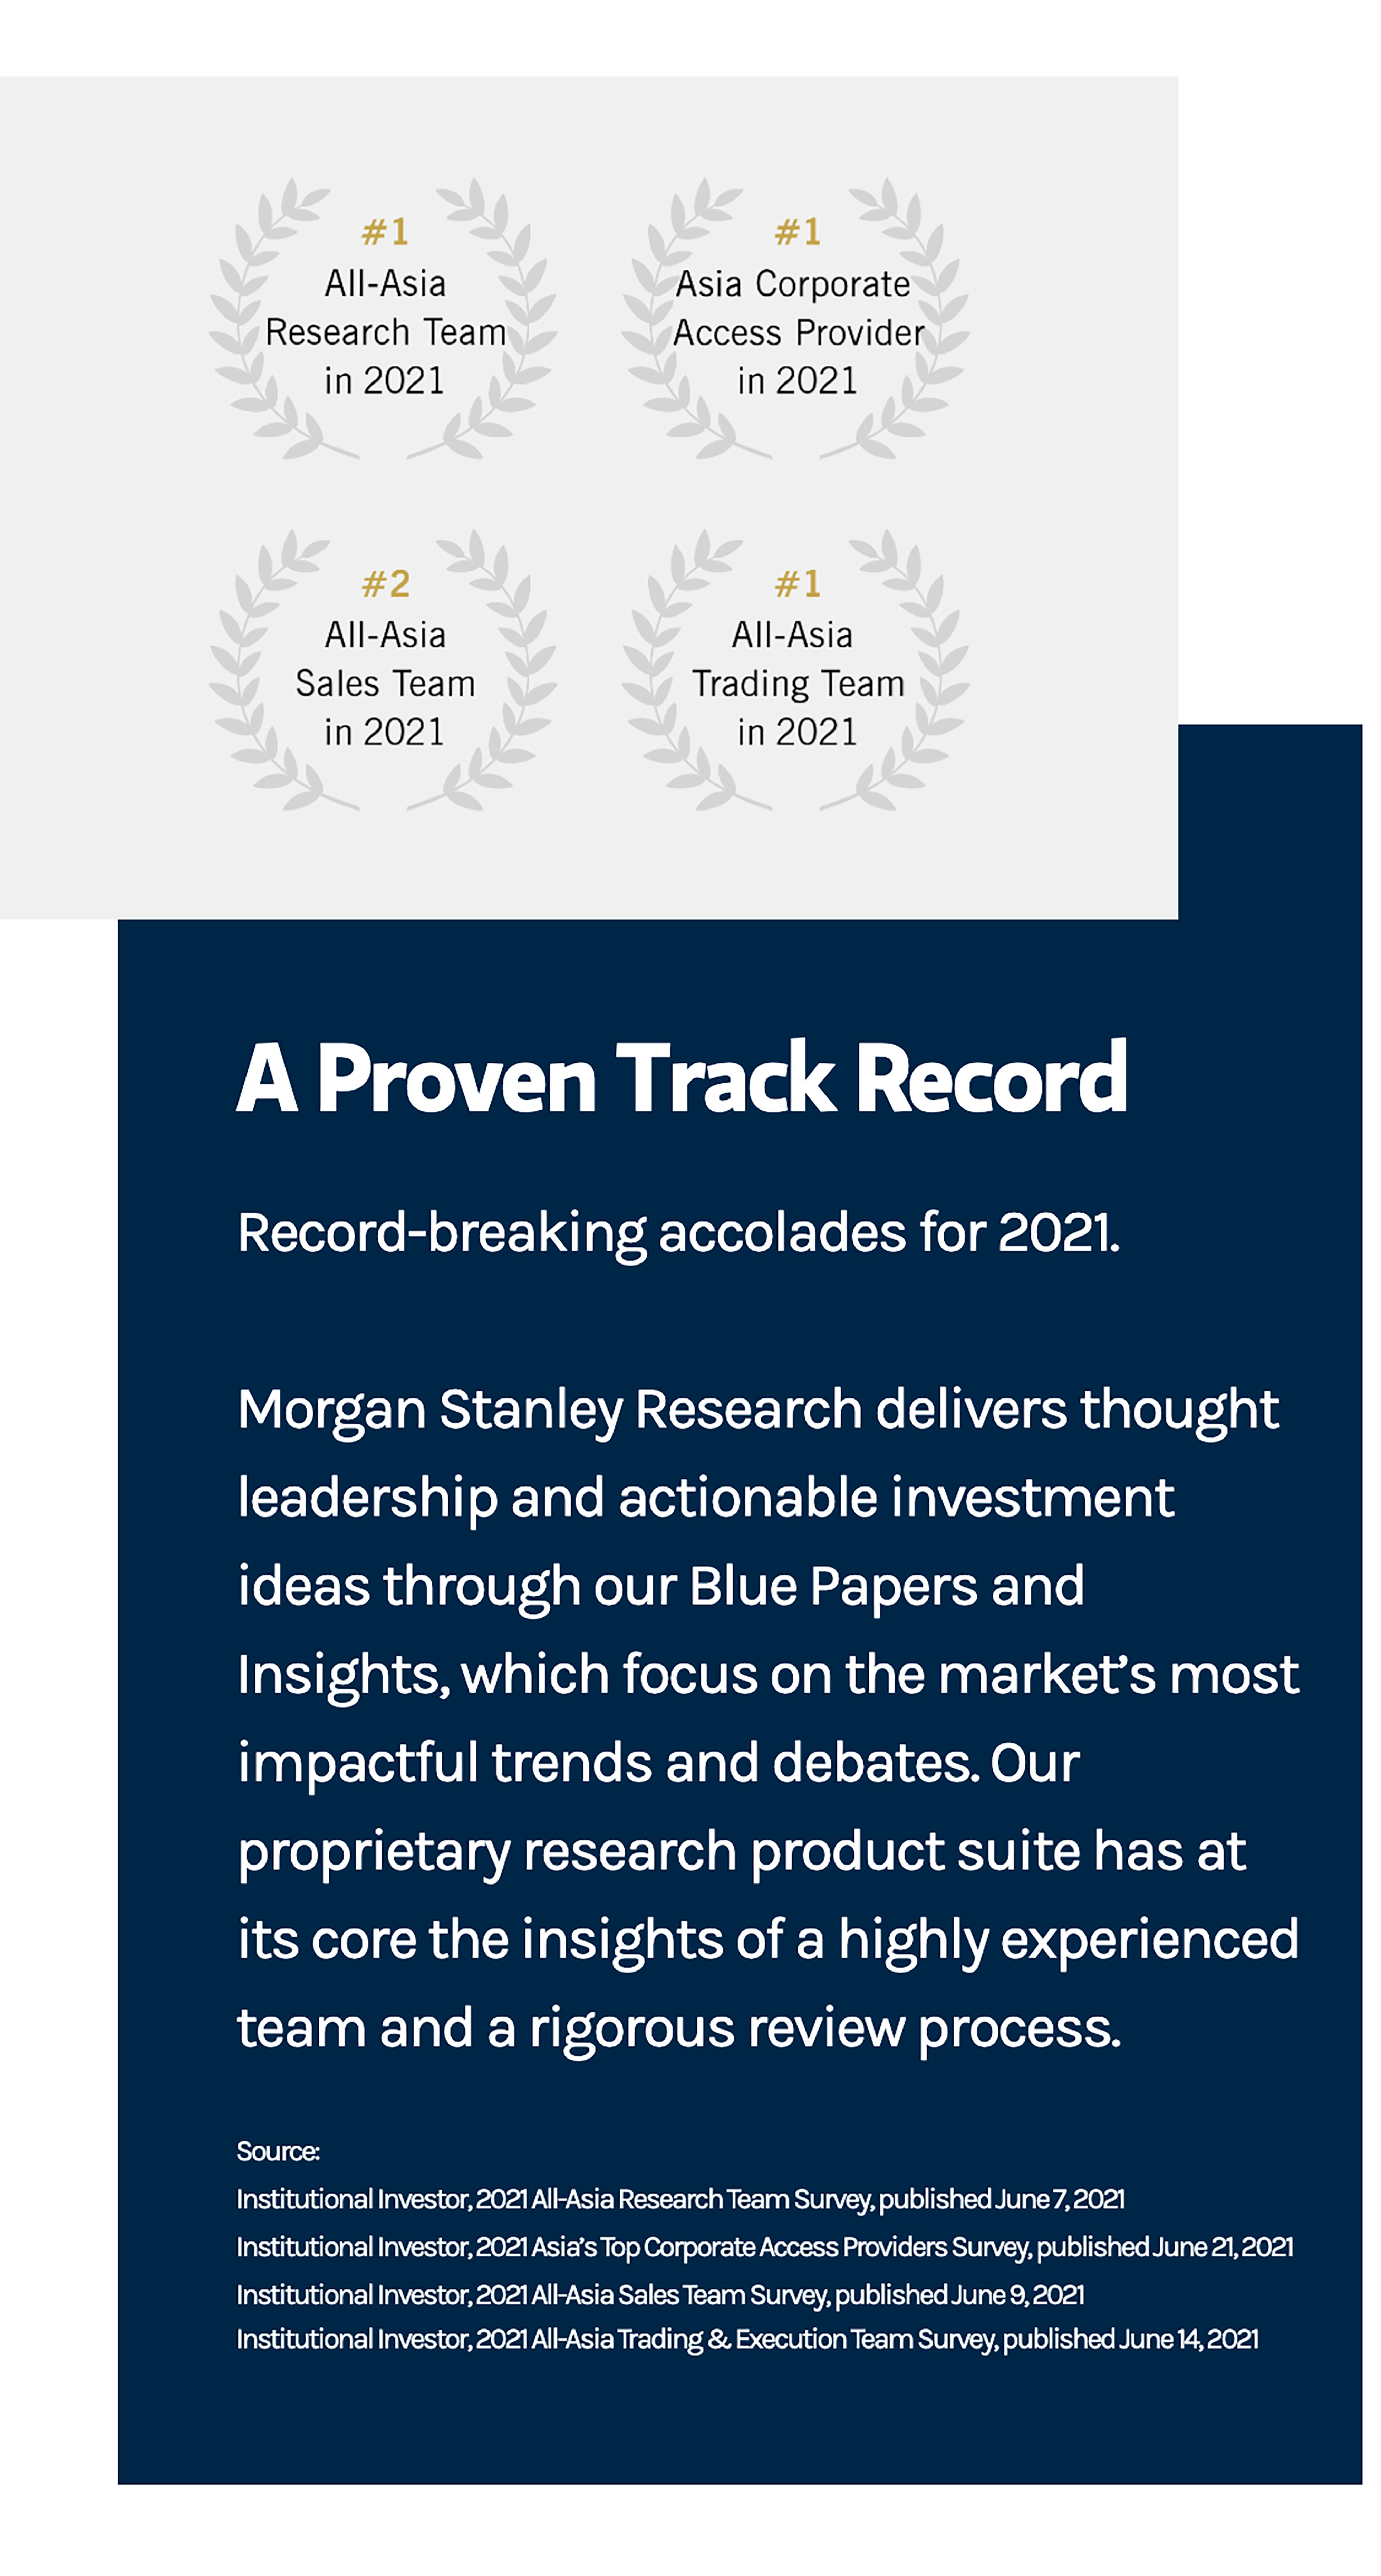 #1
All-Asia
Research Team
in 2021
#1
Asia Corporate
Access Provider
in 2021
#2
All-Asia
Sales Team
in 2021
#1
All-Asia
Trading Team
in 2021
A Proven Track Record
Record-breaking accolades for 2021.
Morgan Stanley Research delivers thought
leadership and actionable investment
ideas through our Blue Papers and
Insights, which focus on the market’s most
impactful trends and debates. Our
proprietary research product suite has at
its core the insights of a highly experienced
team and a rigorous review process.
Source:
Institutional Investor, 2021 All-Asia Research Team Survey, published June 7, 2021
Institutional Investor, 2021 Asia’s Top Corporate Access Providers Survey, published June 21, 2021
Institutional Investor, 2021 All-Asia Sales Team Survey, published June 9, 2021
Institutional Investor, 2021 All-Asia Trading & Execution Team Survey, published June 14, 2021